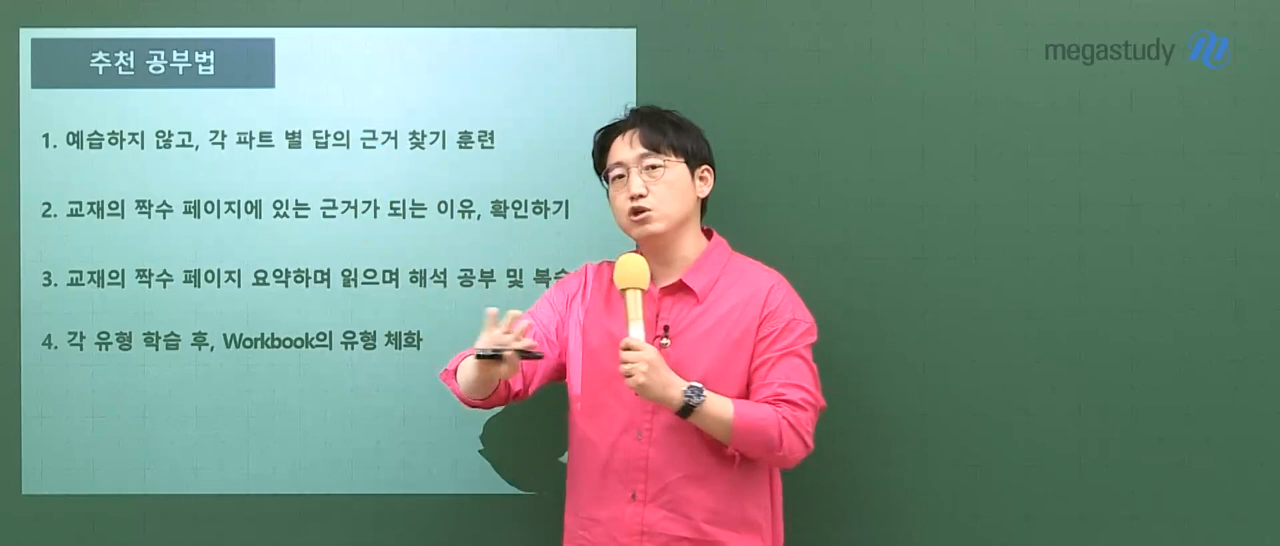 추천 공부법
megastudy
1. 예습하지 않고, 각 파트 별 답의 근거 찾기 훈련
2. 교재의 짝수 페이지에 있는 근거가 되는 이유, 확인하기
3. 교재의 짝수 페이지 요약하며 읽으며 해석 공부 및
4. 각 유형 학습 후, Workbook의 유형 체화